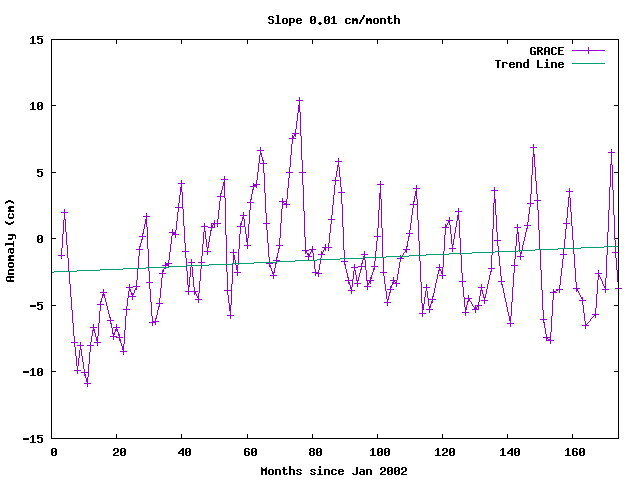 Slope 0.01 cm/month
GRACE
Trend Line
15
10
5
0
-5
-10
-15
Anomaly (cm)
0 20 40 60 80 100 120 140 160
Months since Jan 2002